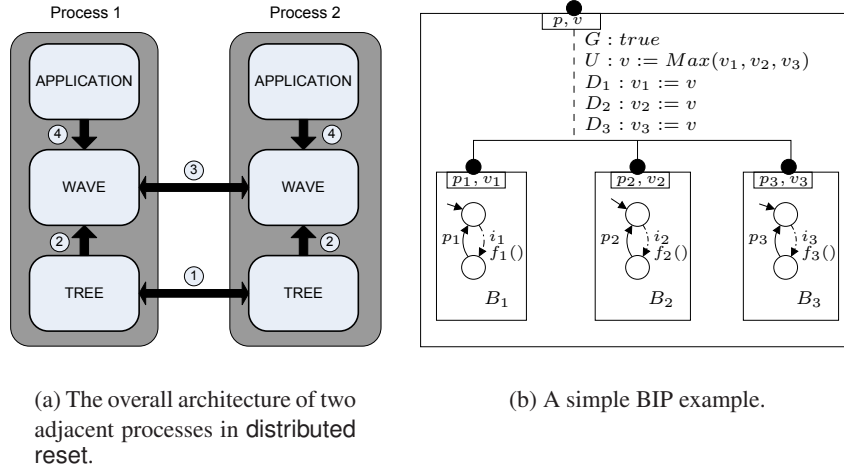 Process 1
Process 2
APPLICATION
APPLICATION
4
4
3
WAVE
WAVE
2
2
1
TREE
TREE
(a) The overall architecture of two
adjacent processes in distributed
reset.
p, v
G : true
U : v := Max(v₁, v₂, v₃)
D₁ : v₁ := v
D₂ : v₂ := v
D₃ : v₃ := v
p₁, v₁
p₂, v₂
p₃, v₃
p₁
i₁
f₁()
B₁
p₂
i₂
f₂()
B₂
p₃
i₃
f₃()
B₃
(b) A simple BIP example.